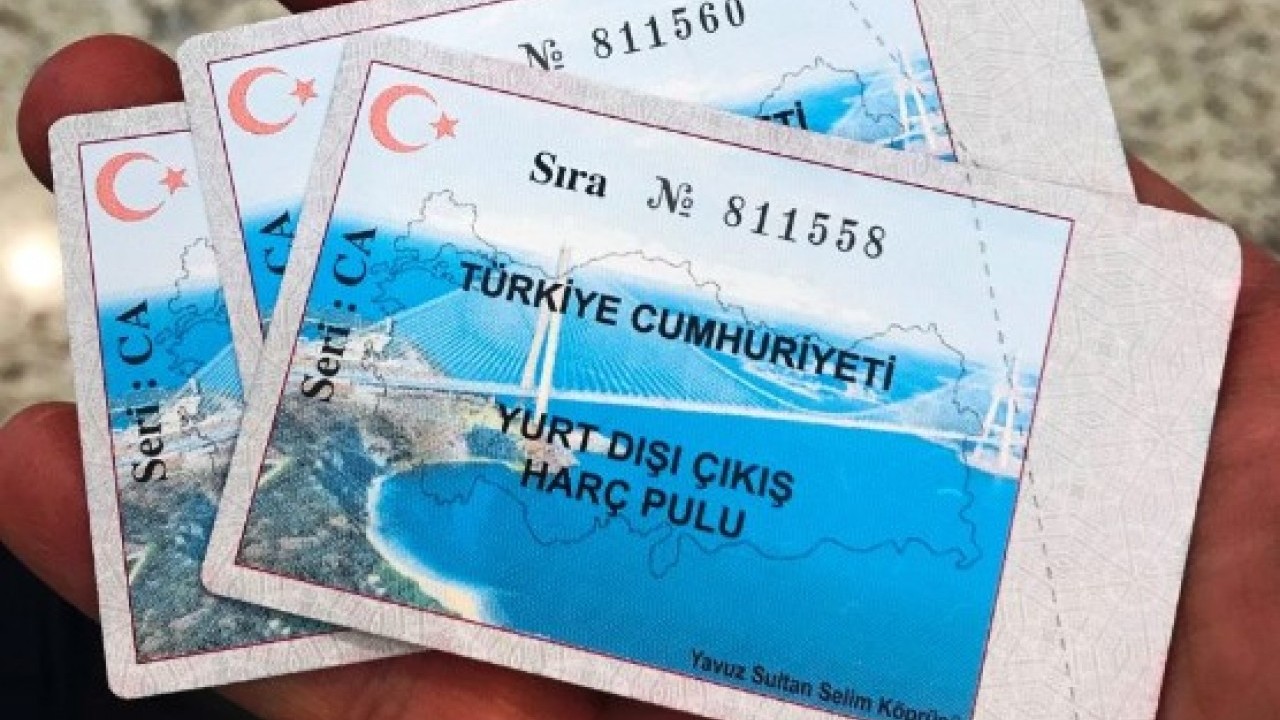 № 811560
Sıra № 811558
TÜRKİYE CUMHURİYETİ
YURT DIŞI ÇIKIŞ
HARÇ PULU
Seri : CA
Seri : CA
CA
Yavuz Sultan Selim